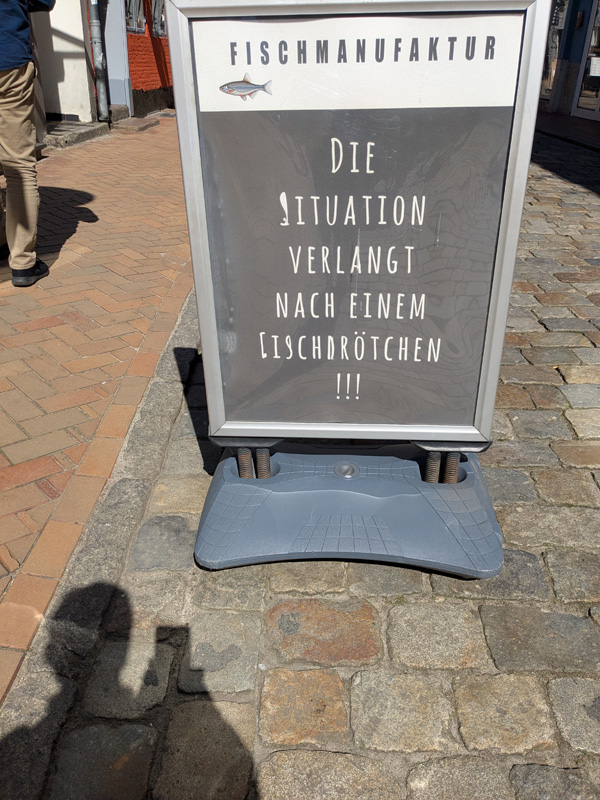 FISCHMANUFAKTUR
DIE
SITUATION
VERLANGT
NACH EINEM
FISCHBRÖTCHEN
!!!